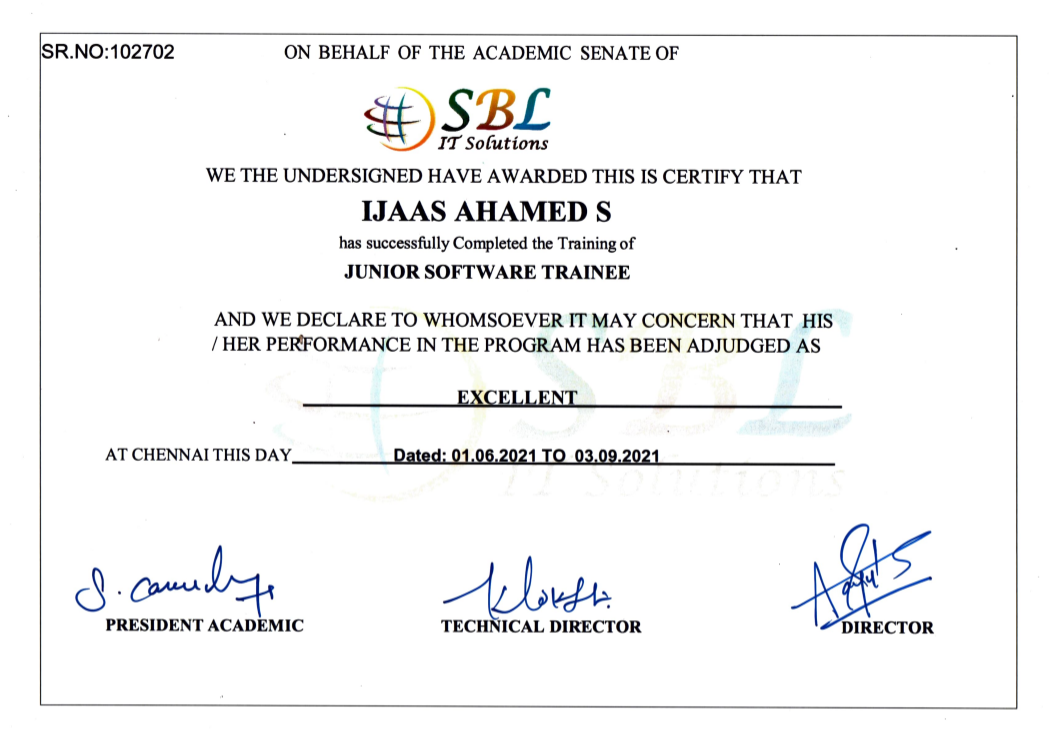 SR.NO:102702
ON BEHALF OF THE ACADEMIC SENATE OF
SBL
IT Solutions
WE THE UNDERSIGNED HAVE AWARDED THIS IS CERTIFY THAT
IJAAS AHAMED S
has successfully Completed the Training of
JUNIOR SOFTWARE TRAINEE
AND WE DECLARE TO WHOMSOEVER IT MAY CONCERN THAT HIS
/ HER PERFORMANCE IN THE PROGRAM HAS BEEN ADJUDGED AS
EXCELLENT
AT CHENNAI THIS DAY Dated: 01.06.2021 TO 03.09.2021
SBL
IT Solutions
PRESIDENT ACADEMIC
TECHNICAL DIRECTOR
DIRECTOR